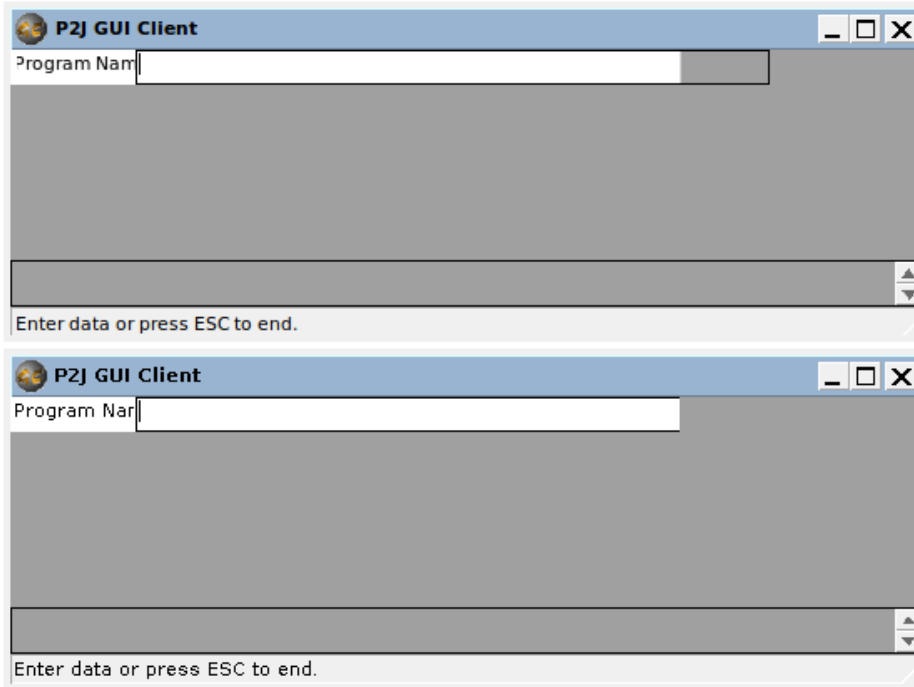 P2J GUI Client
Program Nam
Enter data or press ESC to end.
P2J GUI Client
Program Nar
Enter data or press ESC to end.